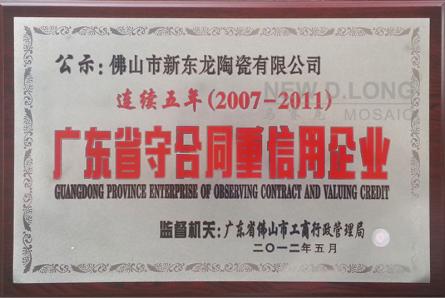 公示：佛山市新东龙陶瓷有限公司
NEW D.LONG
连续五年(2007-2011)
MOSAIC
广东省守合同重信用企业
GUANGDONG PROVINCE ENTERPRISE OF OBSERVING CONTRACT AND VALUING CREDIT
监督机关：广东省佛山市工商行政管理局
二〇一二年五月